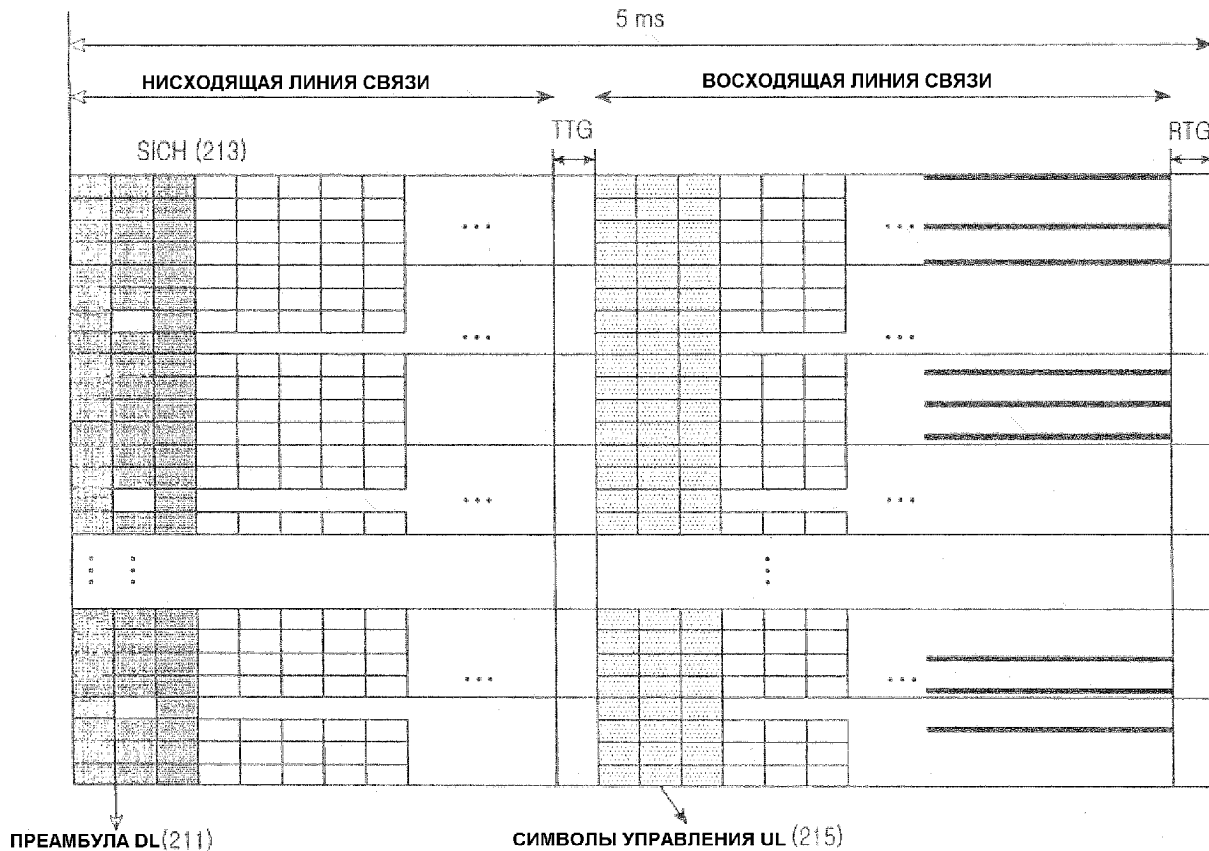 5 ms
НИСХОДЯЩАЯ ЛИНИЯ СВЯЗИ
ВОСХОДЯЩАЯ ЛИНИЯ СВЯЗИ
TTG
RTG
SICH (213)
ПРЕАМБУЛА DL(211)
СИМВОЛЫ УПРАВЛЕНИЯ UL (215)